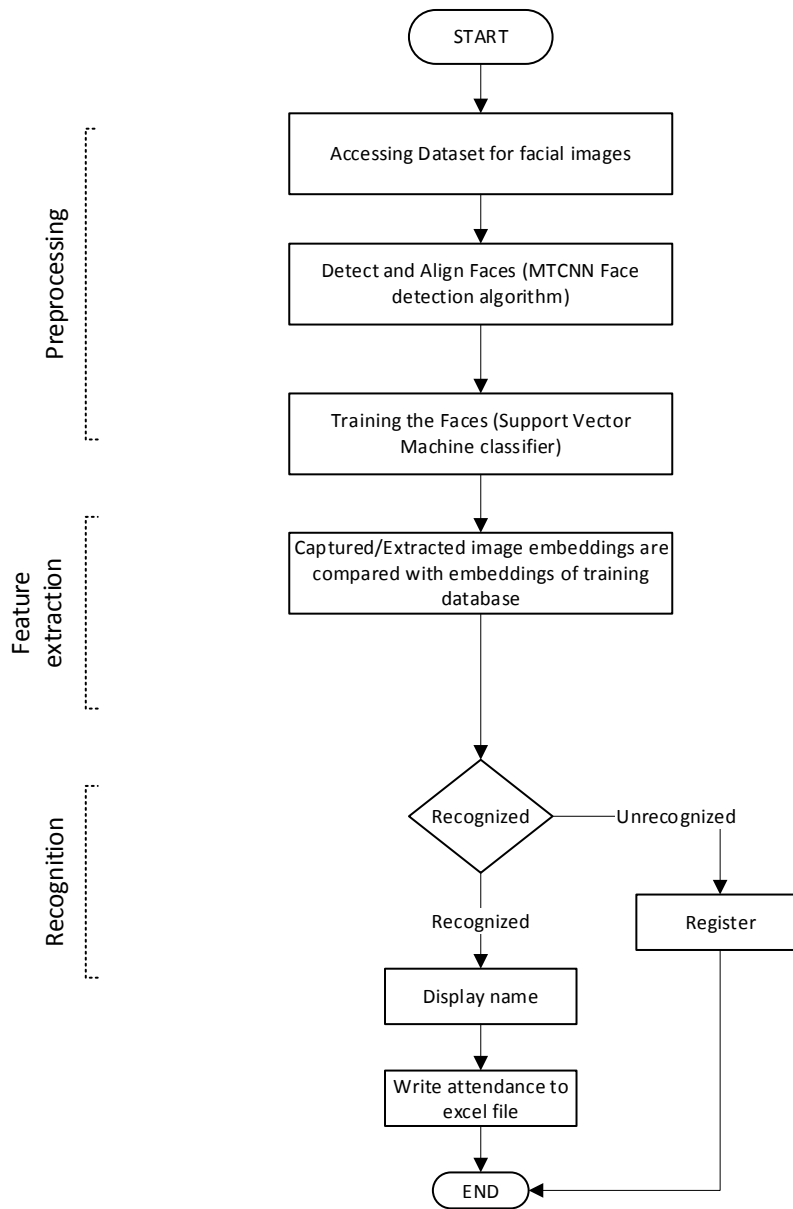 START
Accessing Dataset for facial images
Preprocessing
Detect and Align Faces (MTCNN Face
detection algorithm)
Training the Faces (Support Vector
Machine classifier)
Feature
extraction
Captured/Extracted image embeddings are
compared with embeddings of training
database
Recognition
Recognized
Unrecognized
Recognized
Register
Display name
Write attendance to
excel file
END